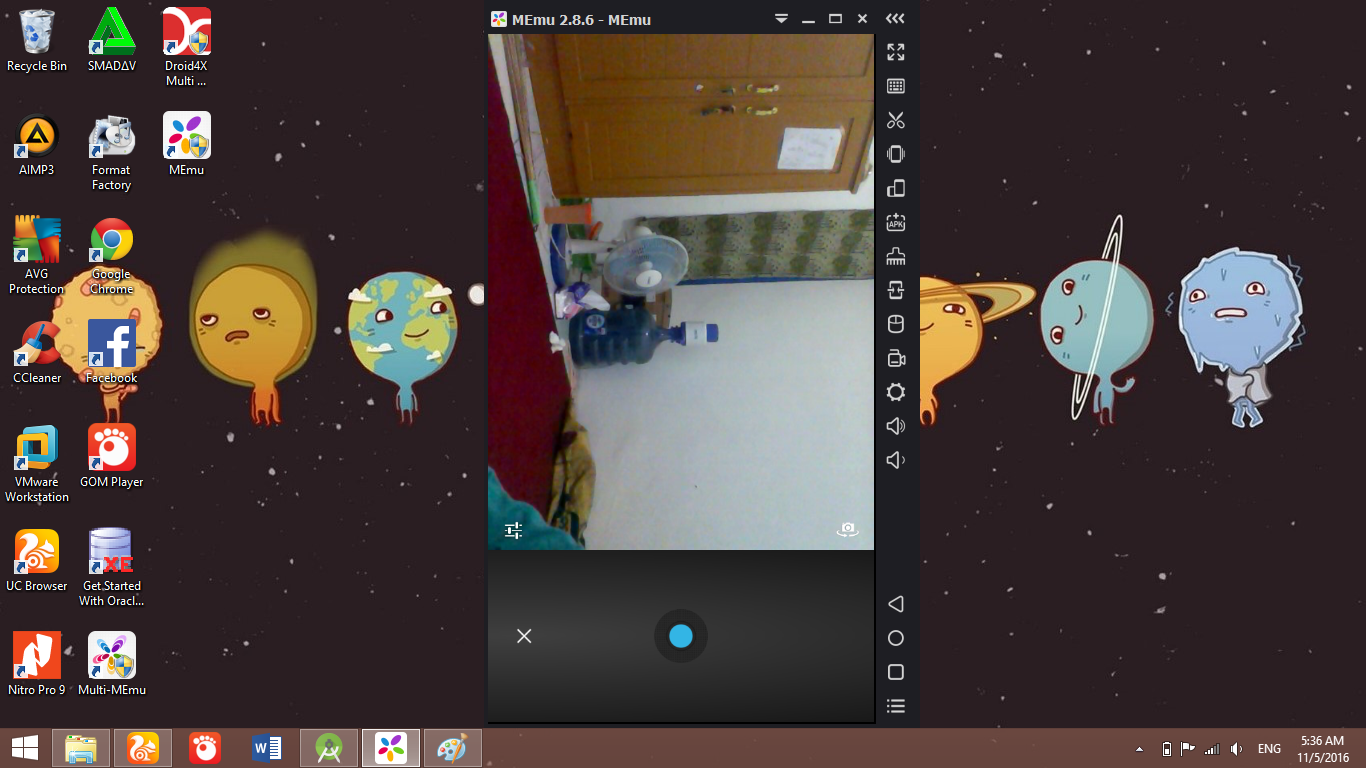 Recycle Bin
SMADΔV
Droid4X
Multi ...
AIMP3
Format
Factory
MEmu
AVG
Protection
Google
Chrome
CCleaner
Facebook
VMware
Workstation
GOM Player
UC Browser
XE
Get Started
With Oracl...
Nitro Pro 9
Multi-MEmu
MEmu 2.8.6 - MEmu
APK
ENG
5:36 AM
11/5/2016